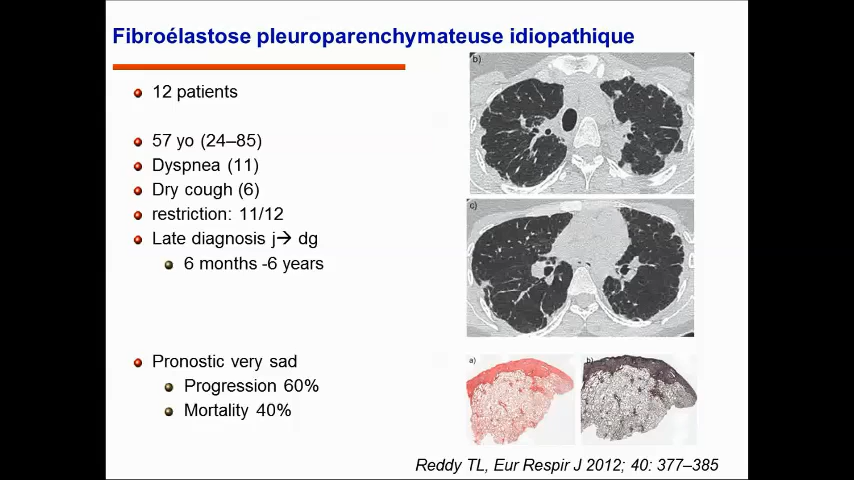 Fibroélastose pleuroparenchymateuse idiopathique
12 patients
57 yo (24–85)
Dyspnea (11)
Dry cough (6)
restriction: 11/12
Late diagnosis j→ dg
6 months -6 years
Pronostic very sad
Progression 60%
Mortality 40%
b)
c)
a)
b)
Reddy TL, Eur Respir J 2012; 40: 377–385